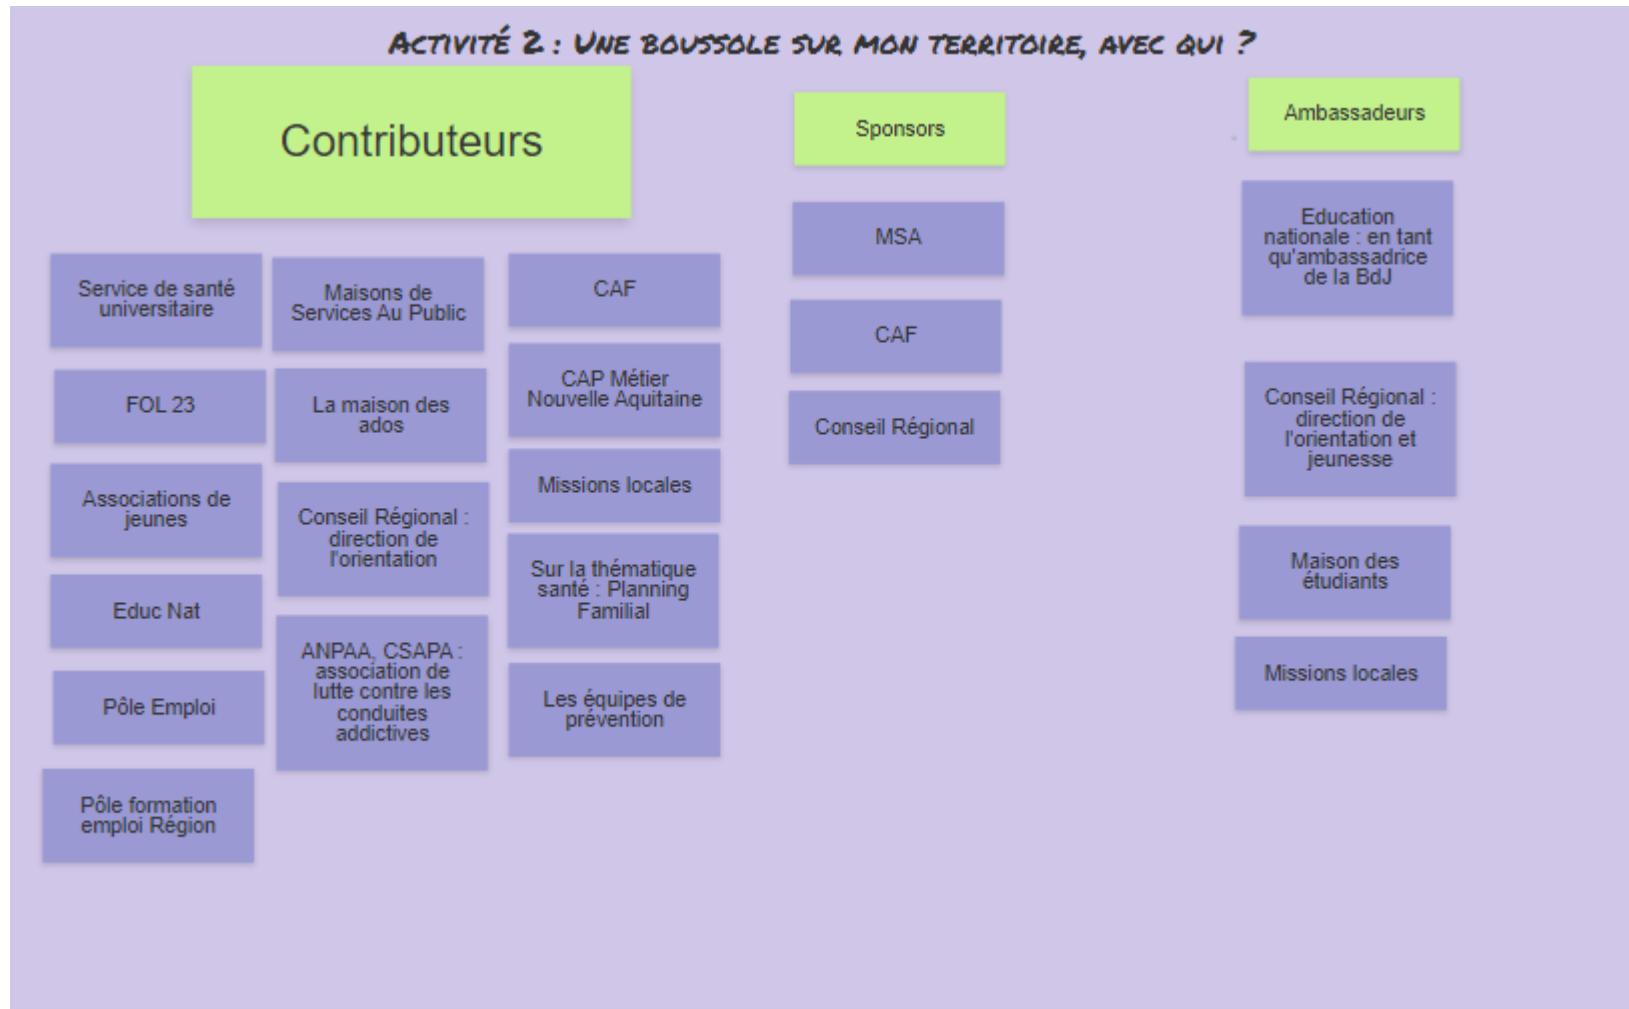 ACTIVITÉ 2 : UNE BOUSSOLE SUR MON TERRITOIRE, AVEC QUI ?
Contributeurs
Service de santé
universitaire
FOL 23
Associations de
jeunes
Educ Nat
Pôle Emploi
Pôle formation
emploi Région
Maisons de
Services Au Public
La maison des
ados
Conseil Régional :
direction de
l'orientation
ANPAA, CSAPA :
association de
lutte contre les
conduites
addictives
CAF
CAP Métier
Nouvelle Aquitaine
Missions locales
Sur la thématique
santé : Planning
Familial
Les équipes de
prévention
Sponsors
MSA
CAF
Conseil Régional
Ambassadeurs
Education
nationale : en tant
qu'ambassadrice
de la BdJ
Conseil Régional :
direction de
l'orientation et
jeunesse
Maison des
étudiants
Missions locales